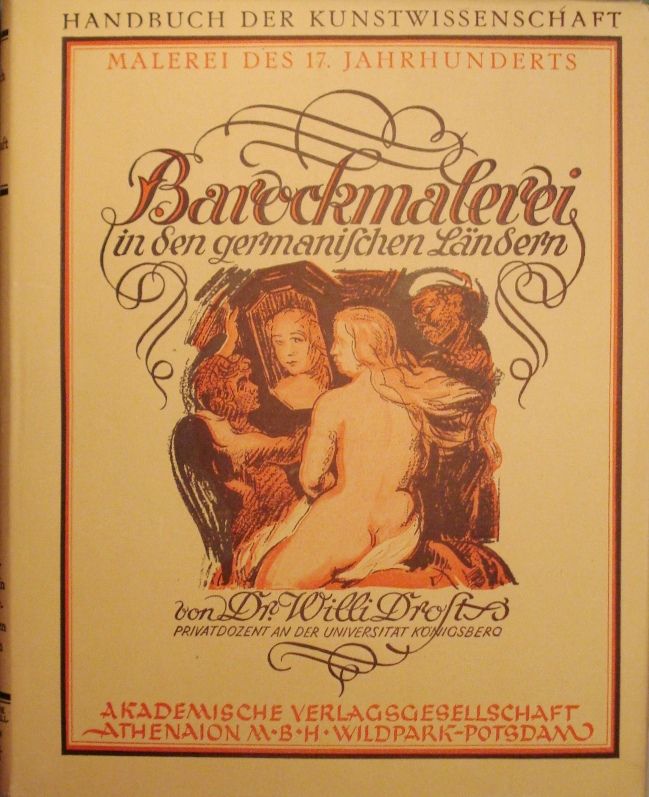 HANDBUCH DER KUNSTWISSENSCHAFT
MALEREI DES 17. JAHRHUNDERTS
Barockmalerei
in den germaniſchen Ländern
von Dr. Willi Drost
PRIVATDOZENT AN DER UNIVERSITÄT KÖNIGSBERG
AKADEMISCHE VERLAGSGESELLSCHAFT
ATHENAION M·B·H·WILDPARK-POTSDAM